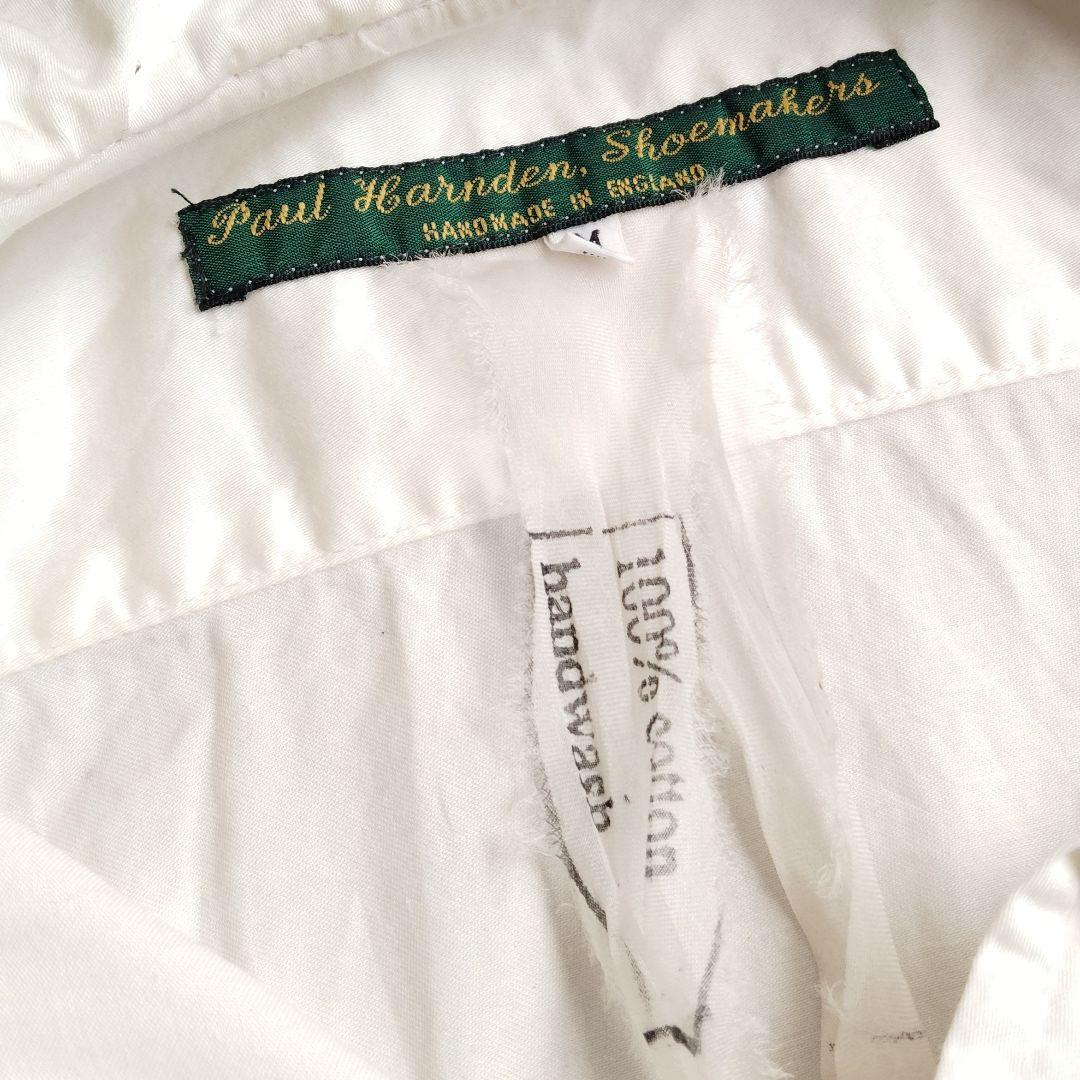 Paul Harnden, Shoemakers
HANDMADE IN ENGLAND
M
100% cotton
handwash